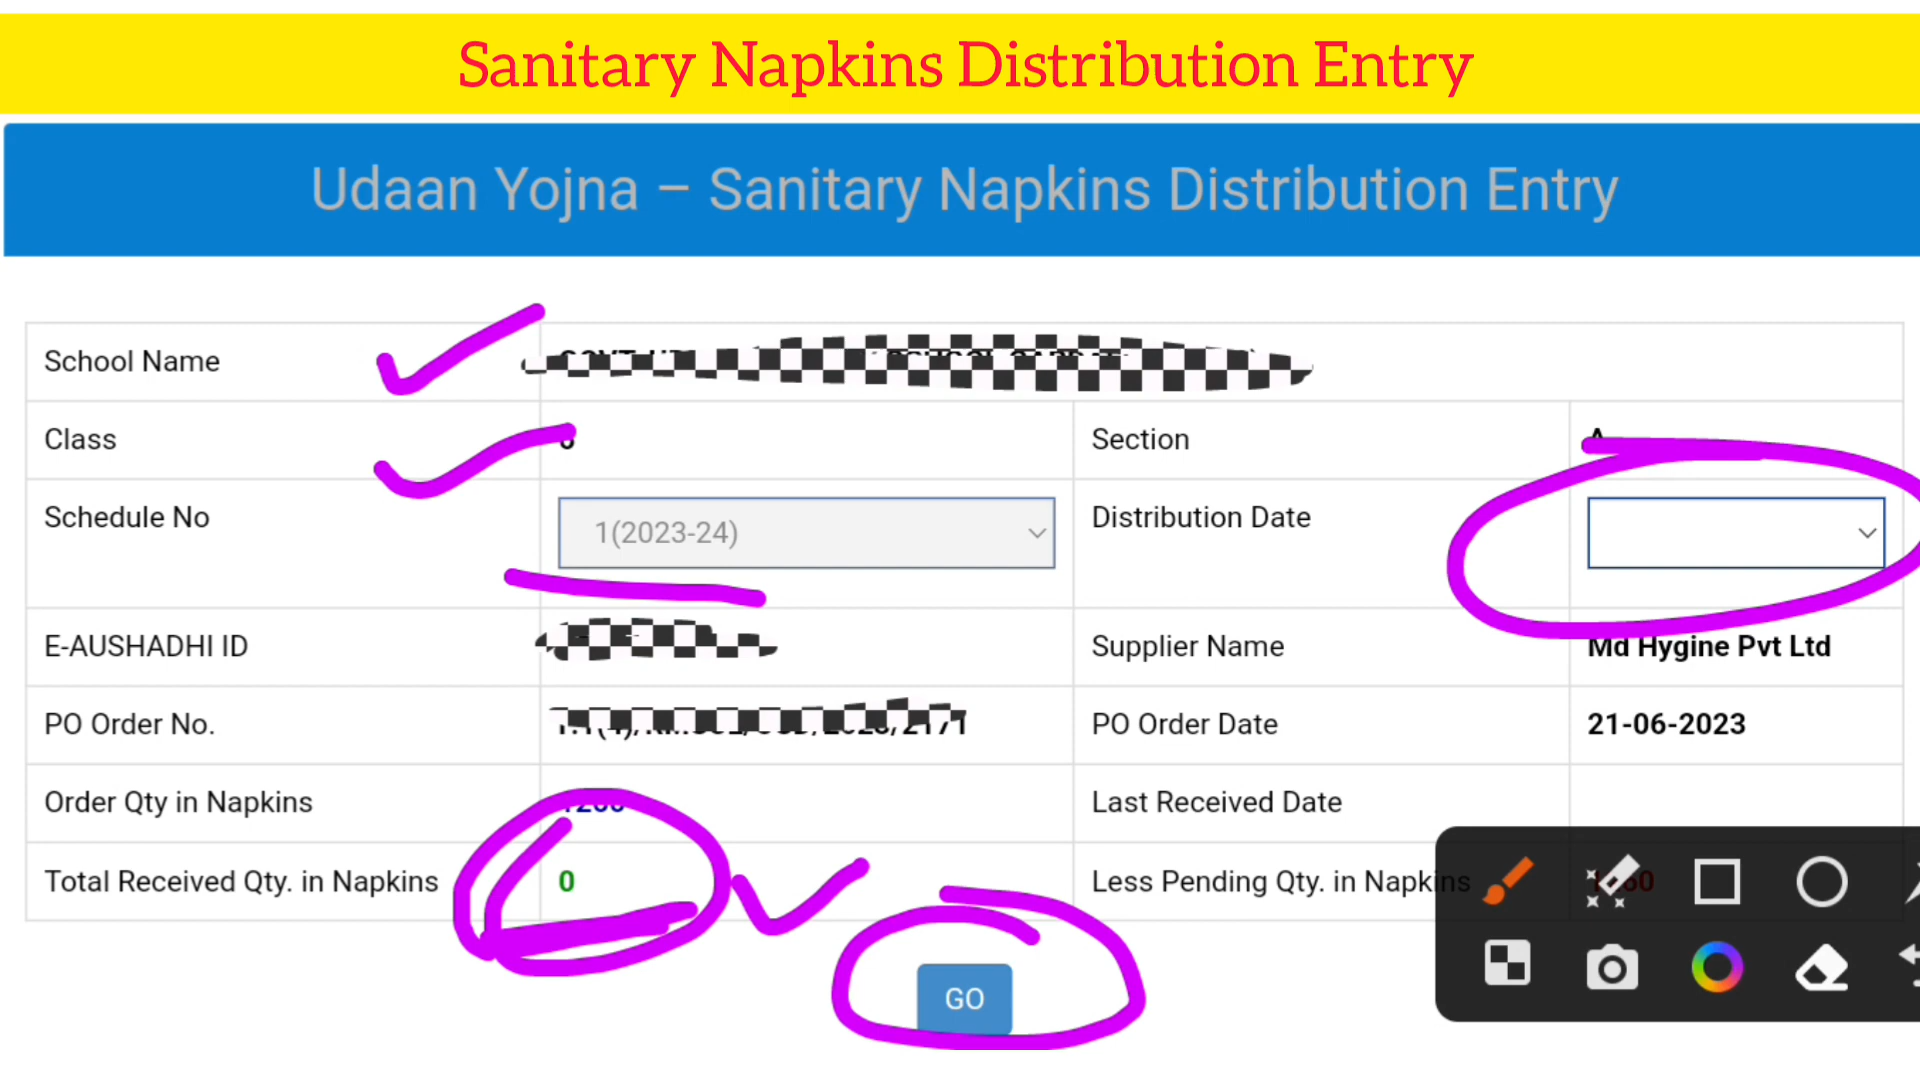 Sanitary Napkins Distribution Entry
Udaan Yojna – Sanitary Napkins Distribution Entry
School Name
Class 6 Section A
Schedule No 1(2023-24) Distribution Date
E-AUSHADHI ID Supplier Name Md Hygine Pvt Ltd
PO Order No. PO Order Date 21-06-2023
Order Qty in Napkins Last Received Date
Total Received Qty. in Napkins 0 Less Pending Qty. in Napkins
GO